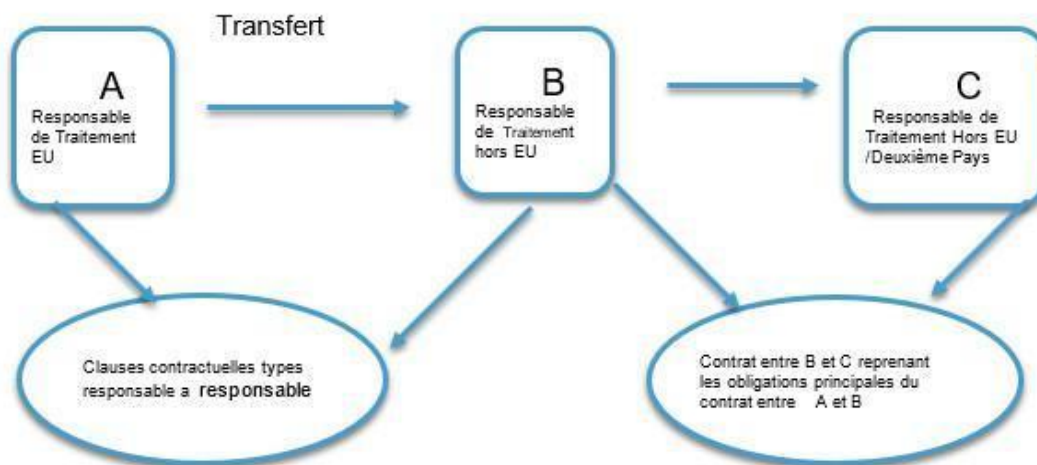 Transfert
A
Responsable
de Traitement
EU
B
Responsable
de Traitement
hors EU
C
Responsable de
Traitement Hors EU
/Deuxième Pays
Clauses contractuelles types
responsable a responsable
Contrat entre B et C reprenant
les obligations principales du
contrat entre A et B